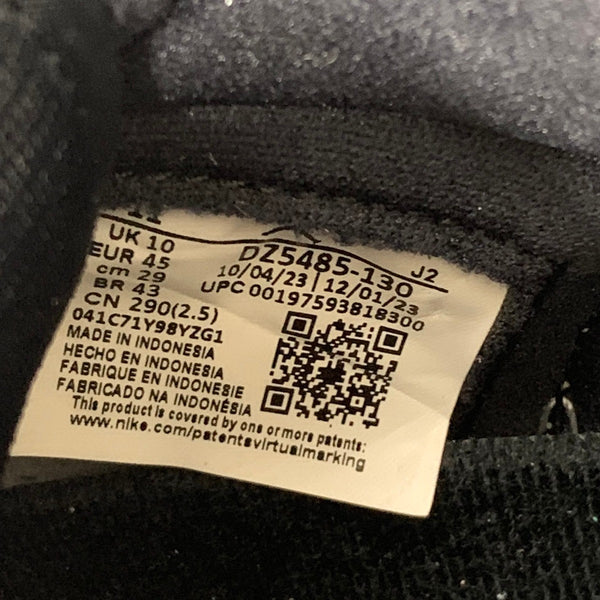 11
UK 10
EUR 45
cm 29
BR 43
CN 290(2.5)
041C71Y98YZG1
MADE IN INDONESIA
HECHO EN INDONESIA
FABRIQUE EN INDONESIE
FABRICADO NA INDONÉSIA
DZ5485-130 J2
10/04/23 | 12/01/23
UPC 00197593818300
This product is covered by one or more patents:
www.nike.com/patentsvirtualmarking